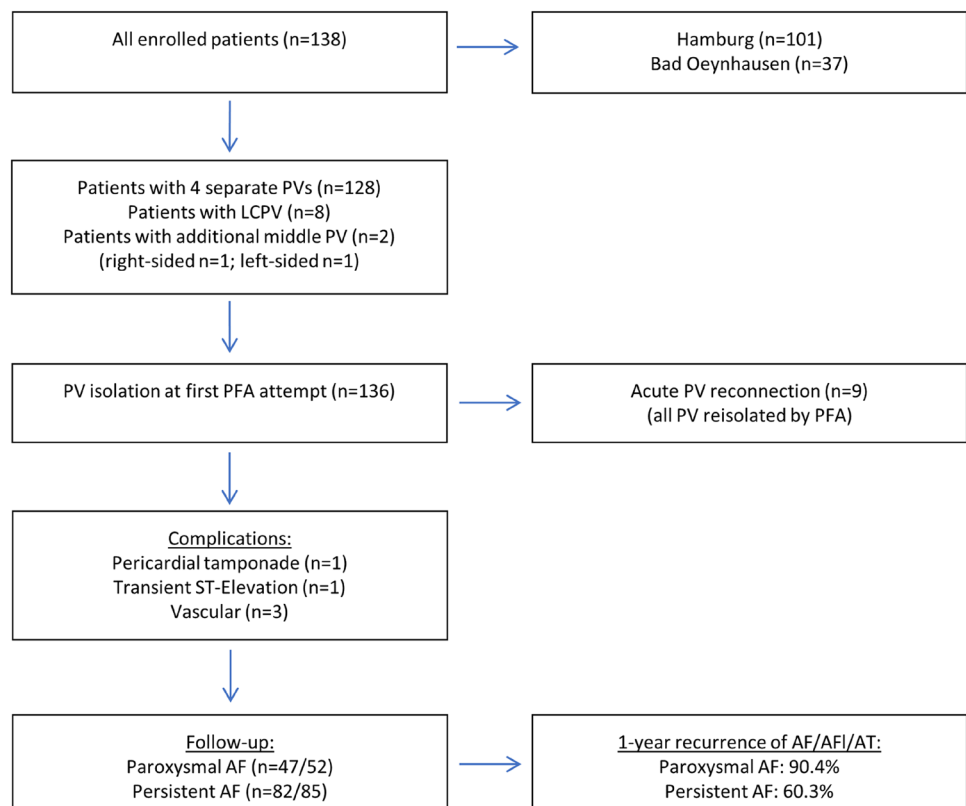 All enrolled patients (n=138)
Hamburg (n=101)
Bad Oeynhausen (n=37)
Patients with 4 separate PVs (n=128)
Patients with LCPV (n=8)
Patients with additional middle PV (n=2)
(right-sided n=1; left-sided n=1)
PV isolation at first PFA attempt (n=136)
Acute PV reconnection (n=9)
(all PV reisolated by PFA)
Complications:
Pericardial tamponade (n=1)
Transient ST-Elevation (n=1)
Vascular (n=3)
Follow-up:
Paroxysmal AF (n=47/52)
Persistent AF (n=82/85)
1-year recurrence of AF/AFl/AT:
Paroxysmal AF: 90.4%
Persistent AF: 60.3%